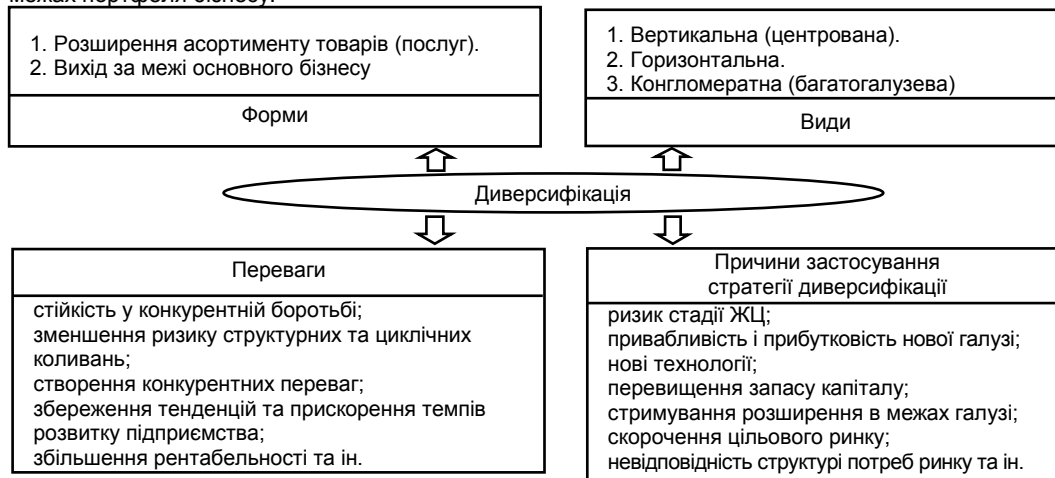 межах портфеля бізнесу.
1. Розширення асортименту товарів (послуг).
2. Вихід за межі основного бізнесу
Форми
1. Вертикальна (центрована).
2. Горизонтальна.
3. Конгломератна (багатогалузева)
Види
Диверсифікація
Переваги
стійкість у конкурентній боротьбі;
зменшення ризику структурних та циклічних
коливань;
створення конкурентних переваг;
збереження тенденцій та прискорення темпів
розвитку підприємства;
збільшення рентабельності та ін.
Причини застосування
стратегії диверсифікації
ризик стадії ЖЦ;
привабливість і прибутковість нової галузі;
нові технології;
перевищення запасу капіталу;
стримування розширення в межах галузі;
скорочення цільового ринку;
невідповідність структурі потреб ринку та ін.